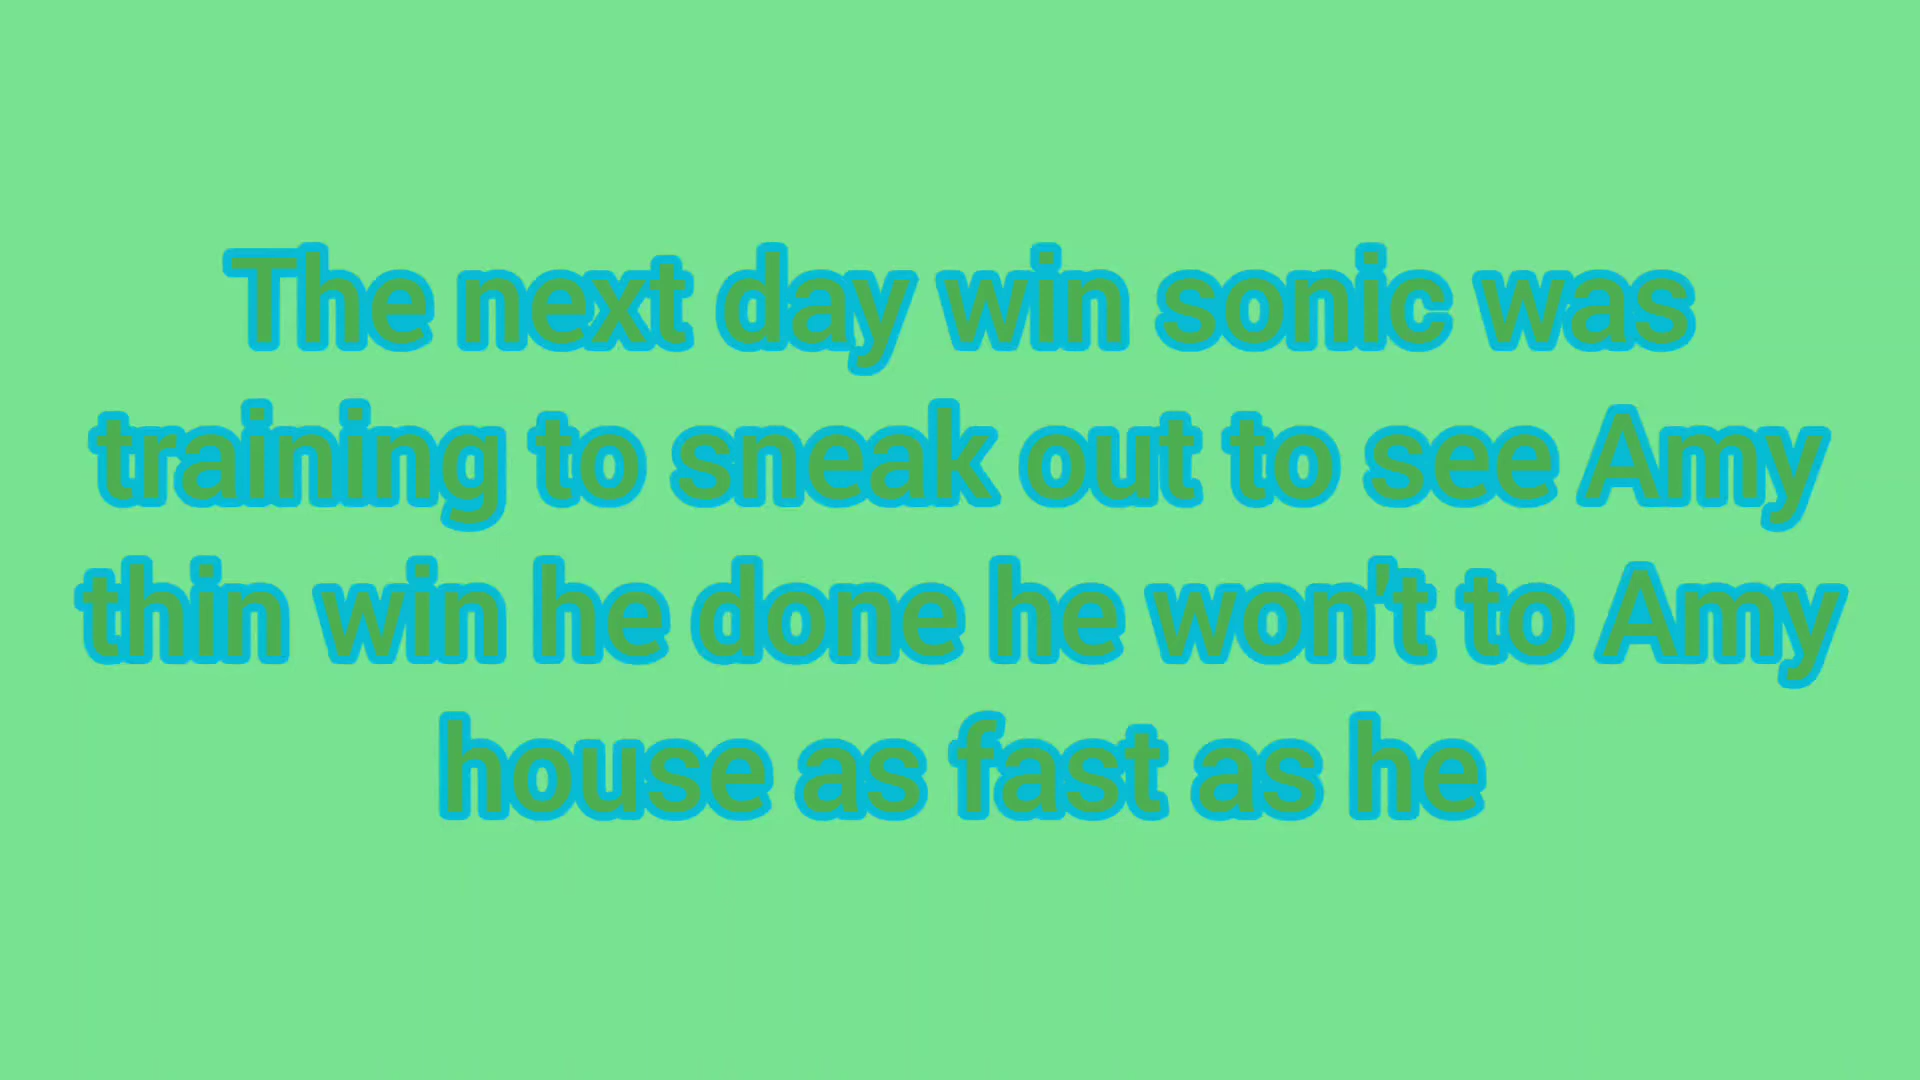 The next day win sonic was
training to sneak out to see Amy
thin win he done he won't to Amy
house as fast as he